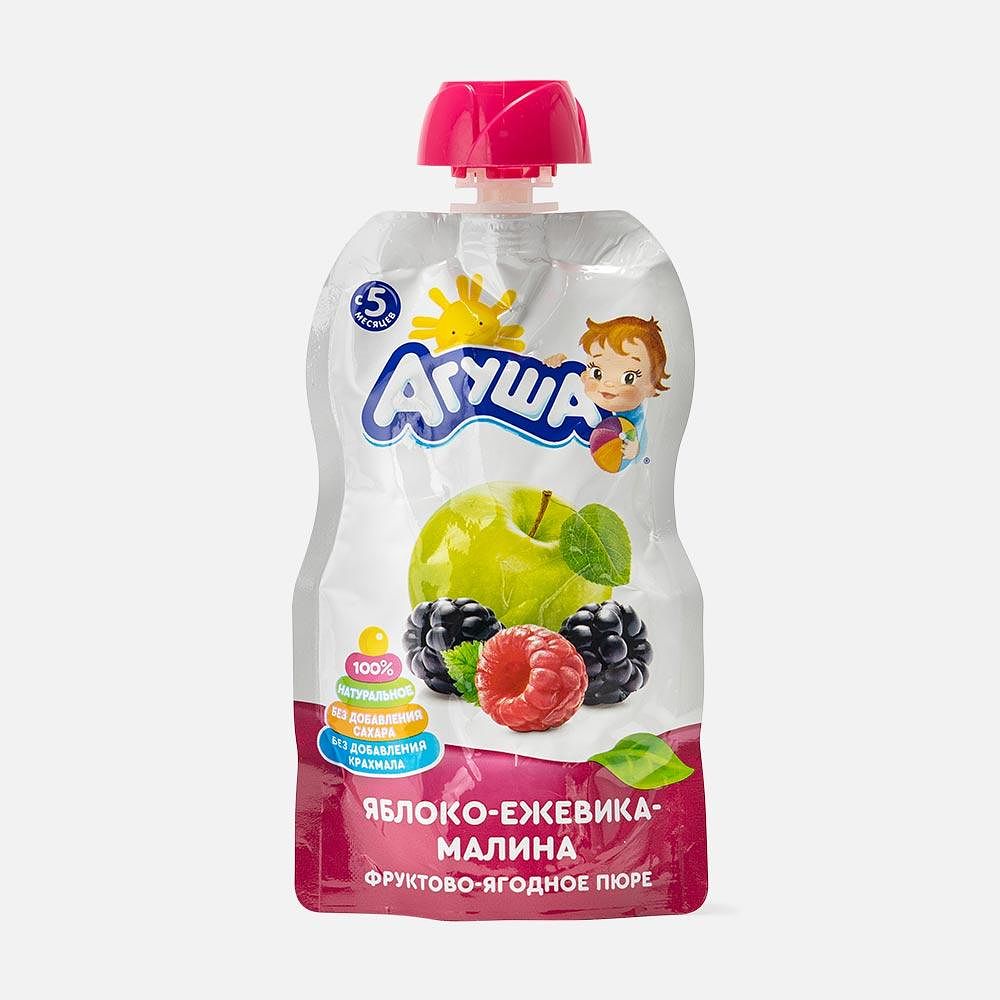 с 5
месяцев
Агуша
®
100%
НАТУРАЛЬНОЕ
БЕЗ ДОБАВЛЕНИЯ
САХАРА
БЕЗ ДОБАВЛЕНИЯ
КРАХМАЛА
ЯБЛОКО-ЕЖЕВИКА-
МАЛИНА
ФРУКТОВО-ЯГОДНОЕ ПЮРЕ